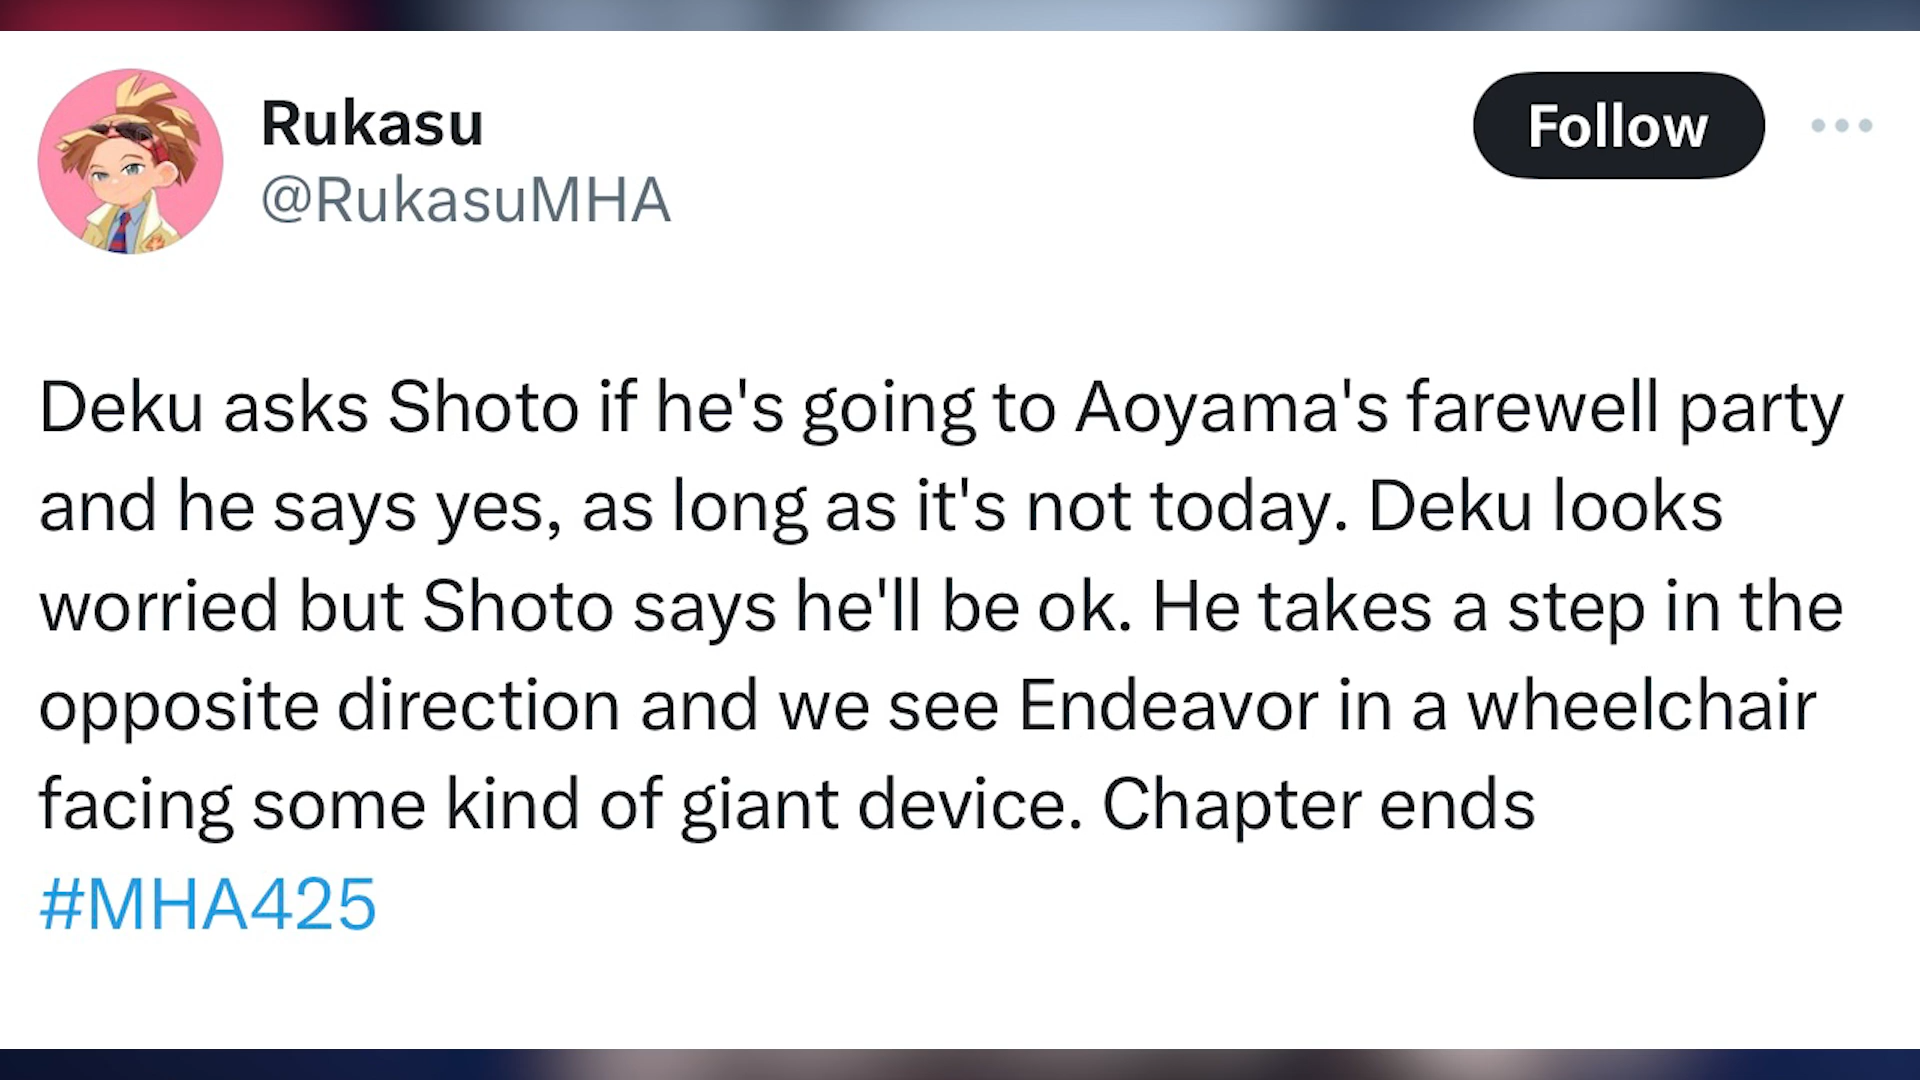 Rukasu
@RukasuMHA
Follow
Deku asks Shoto if he's going to Aoyama's farewell party
and he says yes, as long as it's not today. Deku looks
worried but Shoto says he'll be ok. He takes a step in the
opposite direction and we see Endeavor in a wheelchair
facing some kind of giant device. Chapter ends
#MHA425